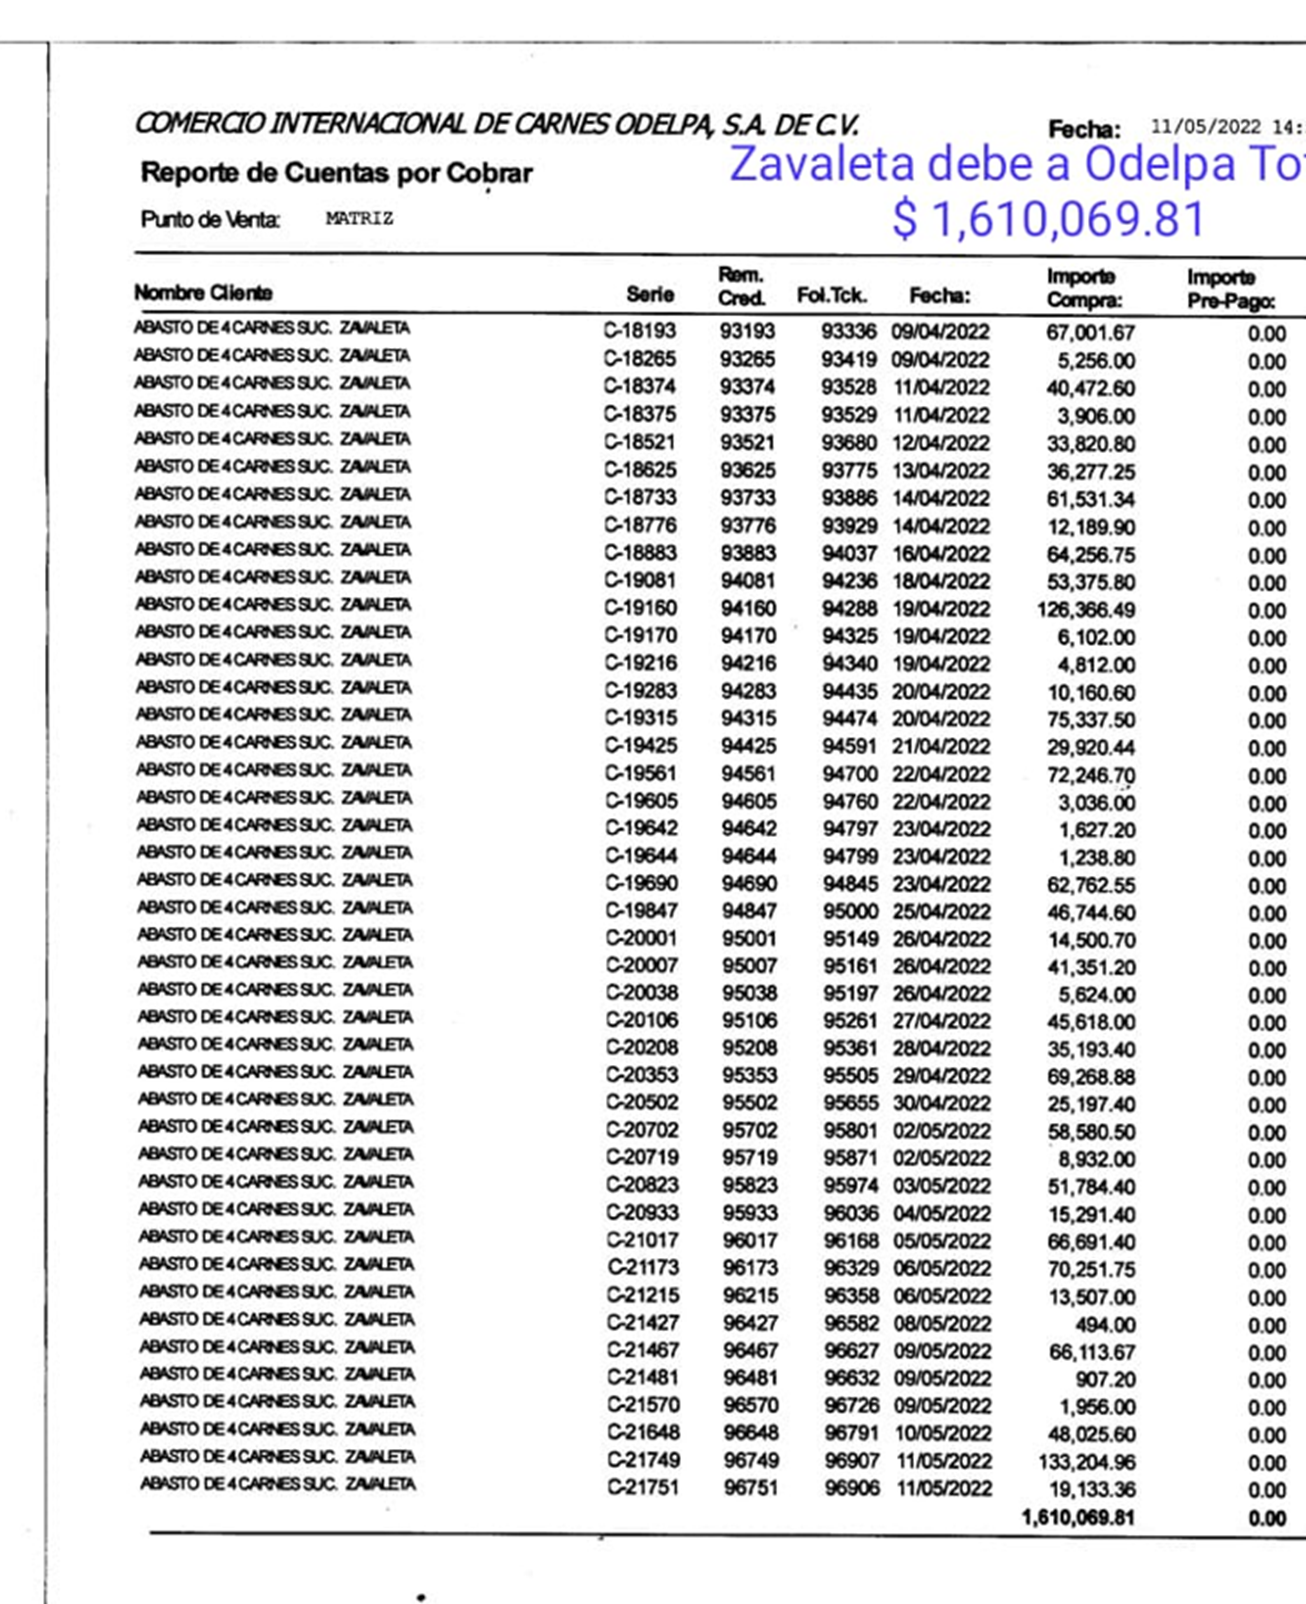 COMERCIO INTERNACIONAL DE CARNES ODELPA, S.A. DE C.V.
Fecha: 11/05/2022 14:
Zavaleta debe a Odelpa
Reporte de Cuentas por Cobrar
$ 1,610,069.81
Punto de Venta: MATRIZ
Nombre Cliente Serie Rem. Cred. Fol.Tck. Fecha: Importe Compra: Importe Pre-Pago:
ABASTO DE 4 CARNES SUC. ZAVALETA C-18193 93193 93336 09/04/2022 67,001.67 0.00
ABASTO DE 4 CARNES SUC. ZAVALETA C-18265 93265 93419 09/04/2022 5,256.00 0.00
ABASTO DE 4 CARNES SUC. ZAVALETA C-18374 93374 93528 11/04/2022 40,472.60 0.00
ABASTO DE 4 CARNES SUC. ZAVALETA C-18375 93375 93529 11/04/2022 3,906.00 0.00
ABASTO DE 4 CARNES SUC. ZAVALETA C-18521 93521 93680 12/04/2022 33,820.80 0.00
ABASTO DE 4 CARNES SUC. ZAVALETA C-18625 93625 93775 13/04/2022 36,277.25 0.00
ABASTO DE 4 CARNES SUC. ZAVALETA C-18733 93733 93886 14/04/2022 61,531.34 0.00
ABASTO DE 4 CARNES SUC. ZAVALETA C-18776 93776 93929 14/04/2022 12,189.90 0.00
ABASTO DE 4 CARNES SUC. ZAVALETA C-18883 93883 94037 16/04/2022 64,256.75 0.00
ABASTO DE 4 CARNES SUC. ZAVALETA C-19081 94081 94236 18/04/2022 53,375.80 0.00
ABASTO DE 4 CARNES SUC. ZAVALETA C-19160 94160 94288 19/04/2022 126,366.49 0.00
ABASTO DE 4 CARNES SUC. ZAVALETA C-19170 94170 94325 19/04/2022 6,102.00 0.00
ABASTO DE 4 CARNES SUC. ZAVALETA C-19216 94216 94340 19/04/2022 4,812.00 0.00
ABASTO DE 4 CARNES SUC. ZAVALETA C-19283 94283 94435 20/04/2022 10,160.60 0.00
ABASTO DE 4 CARNES SUC. ZAVALETA C-19315 94315 94474 20/04/2022 75,337.50 0.00
ABASTO DE 4 CARNES SUC. ZAVALETA C-19425 94425 94591 21/04/2022 29,920.44 0.00
ABASTO DE 4 CARNES SUC. ZAVALETA C-19561 94561 94700 22/04/2022 72,246.70 0.00
ABASTO DE 4 CARNES SUC. ZAVALETA C-19605 94605 94760 22/04/2022 3,036.00 0.00
ABASTO DE 4 CARNES SUC. ZAVALETA C-19642 94642 94797 23/04/2022 1,627.20 0.00
ABASTO DE 4 CARNES SUC. ZAVALETA C-19644 94644 94799 23/04/2022 1,238.80 0.00
ABASTO DE 4 CARNES SUC. ZAVALETA C-19690 94690 94845 23/04/2022 62,762.55 0.00
ABASTO DE 4 CARNES SUC. ZAVALETA C-19847 94847 95000 25/04/2022 46,744.60 0.00
ABASTO DE 4 CARNES SUC. ZAVALETA C-20001 95001 95149 26/04/2022 14,500.70 0.00
ABASTO DE 4 CARNES SUC. ZAVALETA C-20007 95007 95161 26/04/2022 41,351.20 0.00
ABASTO DE 4 CARNES SUC. ZAVALETA C-20038 95038 95197 26/04/2022 5,624.00 0.00
ABASTO DE 4 CARNES SUC. ZAVALETA C-20106 95106 95261 27/04/2022 45,618.00 0.00
ABASTO DE 4 CARNES SUC. ZAVALETA C-20208 95208 95361 28/04/2022 35,193.40 0.00
ABASTO DE 4 CARNES SUC. ZAVALETA C-20353 95353 95505 29/04/2022 69,268.88 0.00
ABASTO DE 4 CARNES SUC. ZAVALETA C-20502 95502 95655 30/04/2022 25,197.40 0.00
ABASTO DE 4 CARNES SUC. ZAVALETA C-20702 95702 95801 02/05/2022 58,580.50 0.00
ABASTO DE 4 CARNES SUC. ZAVALETA C-20719 95719 95871 02/05/2022 8,932.00 0.00
ABASTO DE 4 CARNES SUC. ZAVALETA C-20823 95823 95974 03/05/2022 51,784.40 0.00
ABASTO DE 4 CARNES SUC. ZAVALETA C-20933 95933 96036 04/05/2022 15,291.40 0.00
ABASTO DE 4 CARNES SUC. ZAVALETA C-21017 96017 96168 05/05/2022 66,691.40 0.00
ABASTO DE 4 CARNES SUC. ZAVALETA C-21173 96173 96329 06/05/2022 70,251.75 0.00
ABASTO DE 4 CARNES SUC. ZAVALETA C-21215 96215 96358 06/05/2022 13,507.00 0.00
ABASTO DE 4 CARNES SUC. ZAVALETA C-21427 96427 96582 08/05/2022 494.00 0.00
ABASTO DE 4 CARNES SUC. ZAVALETA C-21467 96467 96627 09/05/2022 66,113.67 0.00
ABASTO DE 4 CARNES SUC. ZAVALETA C-21481 96481 96632 09/05/2022 907.20 0.00
ABASTO DE 4 CARNES SUC. ZAVALETA C-21570 96570 96726 09/05/2022 1,956.00 0.00
ABASTO DE 4 CARNES SUC. ZAVALETA C-21648 96648 96791 10/05/2022 48,025.60 0.00
ABASTO DE 4 CARNES SUC. ZAVALETA C-21749 96749 96907 11/05/2022 133,204.96 0.00
ABASTO DE 4 CARNES SUC. ZAVALETA C-21751 96751 96906 11/05/2022 19,133.36 0.00
1,610,069.81 0.00